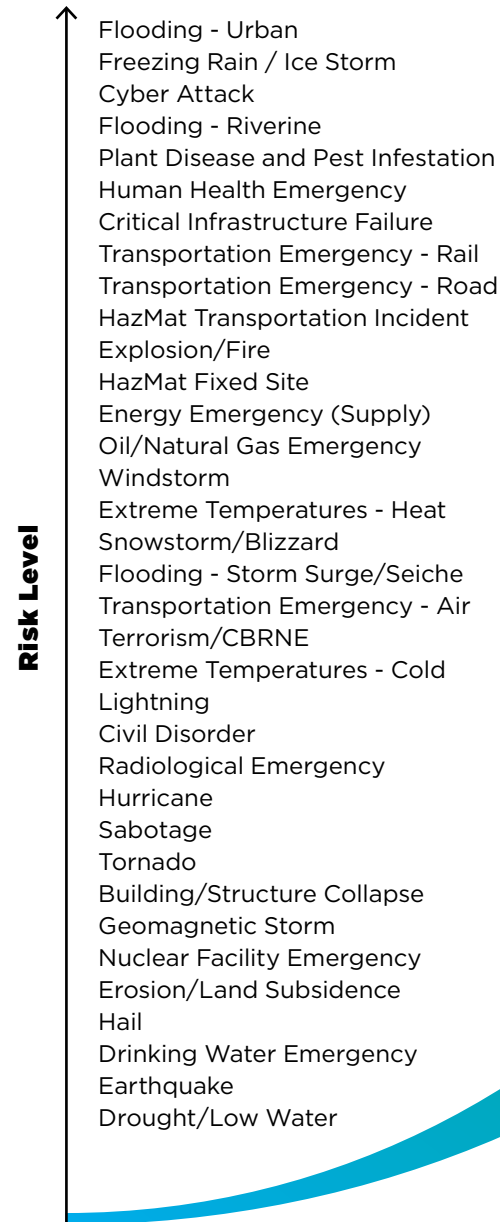 Flooding - Urban
Freezing Rain / Ice Storm
Cyber Attack
Flooding - Riverine
Plant Disease and Pest Infestation
Human Health Emergency
Critical Infrastructure Failure
Transportation Emergency - Rail
Transportation Emergency - Road
HazMat Transportation Incident
Explosion/Fire
HazMat Fixed Site
Energy Emergency (Supply)
Oil/Natural Gas Emergency
Windstorm
Extreme Temperatures - Heat
Snowstorm/Blizzard
Flooding - Storm Surge/Seiche
Transportation Emergency - Air
Terrorism/CBRNE
Extreme Temperatures - Cold
Lightning
Civil Disorder
Radiological Emergency
Hurricane
Sabotage
Tornado
Building/Structure Collapse
Geomagnetic Storm
Nuclear Facility Emergency
Erosion/Land Subsidence
Hail
Drinking Water Emergency
Earthquake
Drought/Low Water
Risk Level